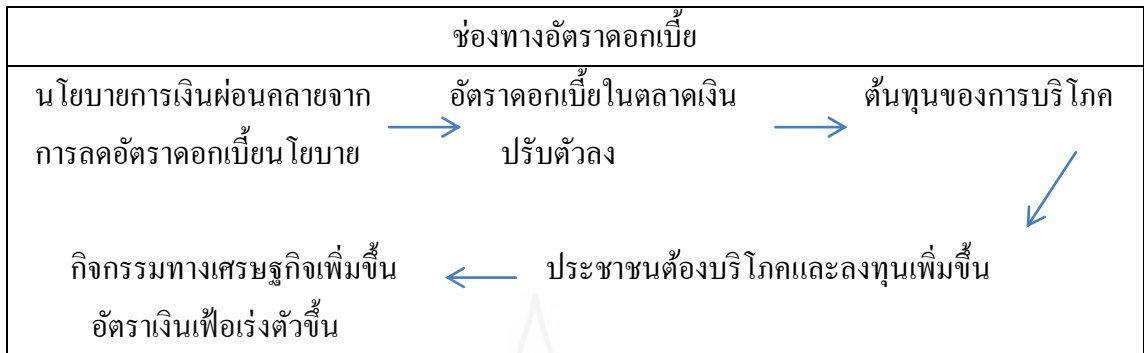 ช่องทางอัตราดอกเบี้ย
นโยบายการเงินผ่อนคลายจาก
การลดอัตราดอกเบี้ยนโยบาย
อัตราดอกเบี้ยในตลาดเงิน
ปรับตัวลง
ต้นทุนของการบริโภค
ประชาชนต้องบริโภคและลงทุนเพิ่มขึ้น
กิจกรรมทางเศรษฐกิจเพิ่มขึ้น
อัตราเงินเฟ้อเร่งตัวขึ้น